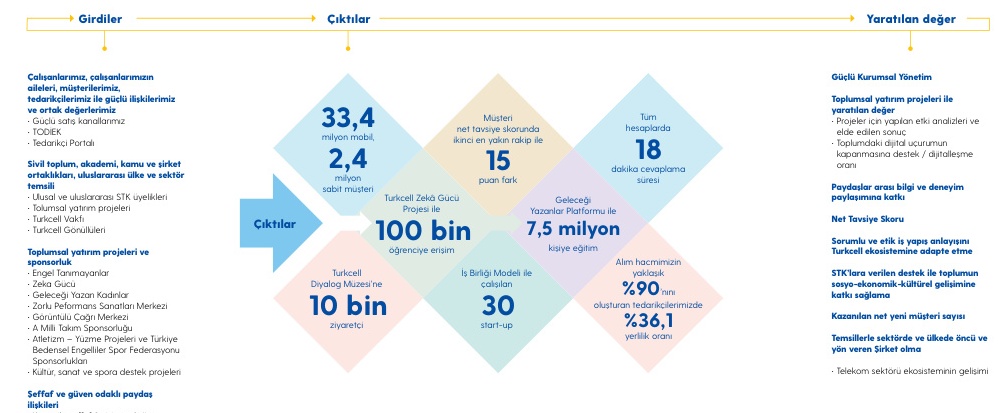 Girdiler
Çıktılar
Yaratılan değer
Çalışanlarımız, çalışanlarımızın
aileleri, müşterilerimiz,
tedarikçilerimiz ile güçlü ilişkilerimiz
ve ortak değerlerimiz
· Güçlü satış kanallarımız
· TODİEK
· Tedarikçi Portalı
Sivil toplum, akademi, kamu ve şirket
ortaklıkları, uluslararası ülke ve sektör
temsili
· Ulusal ve uluslararası STK üyelikleri
· Tolumsal yatırım projeleri
· Turkcell Vakfı
· Turkcell Gönüllüleri
Toplumsal yatırım projeleri ve
sponsorluk
· Engel Tanımayanlar
· Zeka Gücü
· Geleceği Yazan Kadınlar
· Zorlu Peformans Sanatları Merkezi
· Görüntülü Çağrı Merkezi
· A Milli Takım Sponsorluğu
· Atletizm – Yüzme Projeleri ve Türkiye
Bedensel Engelliler Spor Federasyonu
Sponsorlukları
· Kültür, sanat ve spora destek projeleri
Şeffaf ve güven odaklı paydaş
ilişkileri
Çıktılar
33,4
milyon mobil,
2,4
milyon
sabit müşteri
Müşteri
net tavsiye skorunda
ikinci en yakın rakip ile
15
puan fark
Tüm
hesaplarda
18
dakika cevaplama
süresi
Turkcell Zekâ Gücü
Projesi ile
100 bin
öğrenciye erişim
Geleceği
Yazanlar Platformu ile
7,5 milyon
kişiye eğitim
Turkcell
Diyalog Müzesi'ne
10 bin
ziyaretçi
İş Birliği Modeli ile
çalışılan
30
start-up
Alım hacmimizin
yaklaşık
%90'nını
oluşturan tedarikçilerimizde
%36,1
yerlilik oranı
Güçlü Kurumsal Yönetim
Toplumsal yatırım projeleri ile
yaratılan değer
· Projeler için yapılan etki analizleri ve
elde edilen sonuç
· Toplumdaki dijital uçurumun
kapanmasına destek / dijitalleşme
oranı
Paydaşlar arası bilgi ve deneyim
paylaşımına katkı
Net Tavsiye Skoru
Sorumlu ve etik iş yapış anlayışını
Turkcell ekosistemine adapte etme
STK'lara verilen destek ile toplumun
sosyo-ekonomik-kültürel gelişimine
katkı sağlama
Kazanılan net yeni müşteri sayısı
Temsillerle sektörde ve ülkede öncü ve
yön veren Şirket olma
· Telekom sektörü ekosisteminin gelişimi